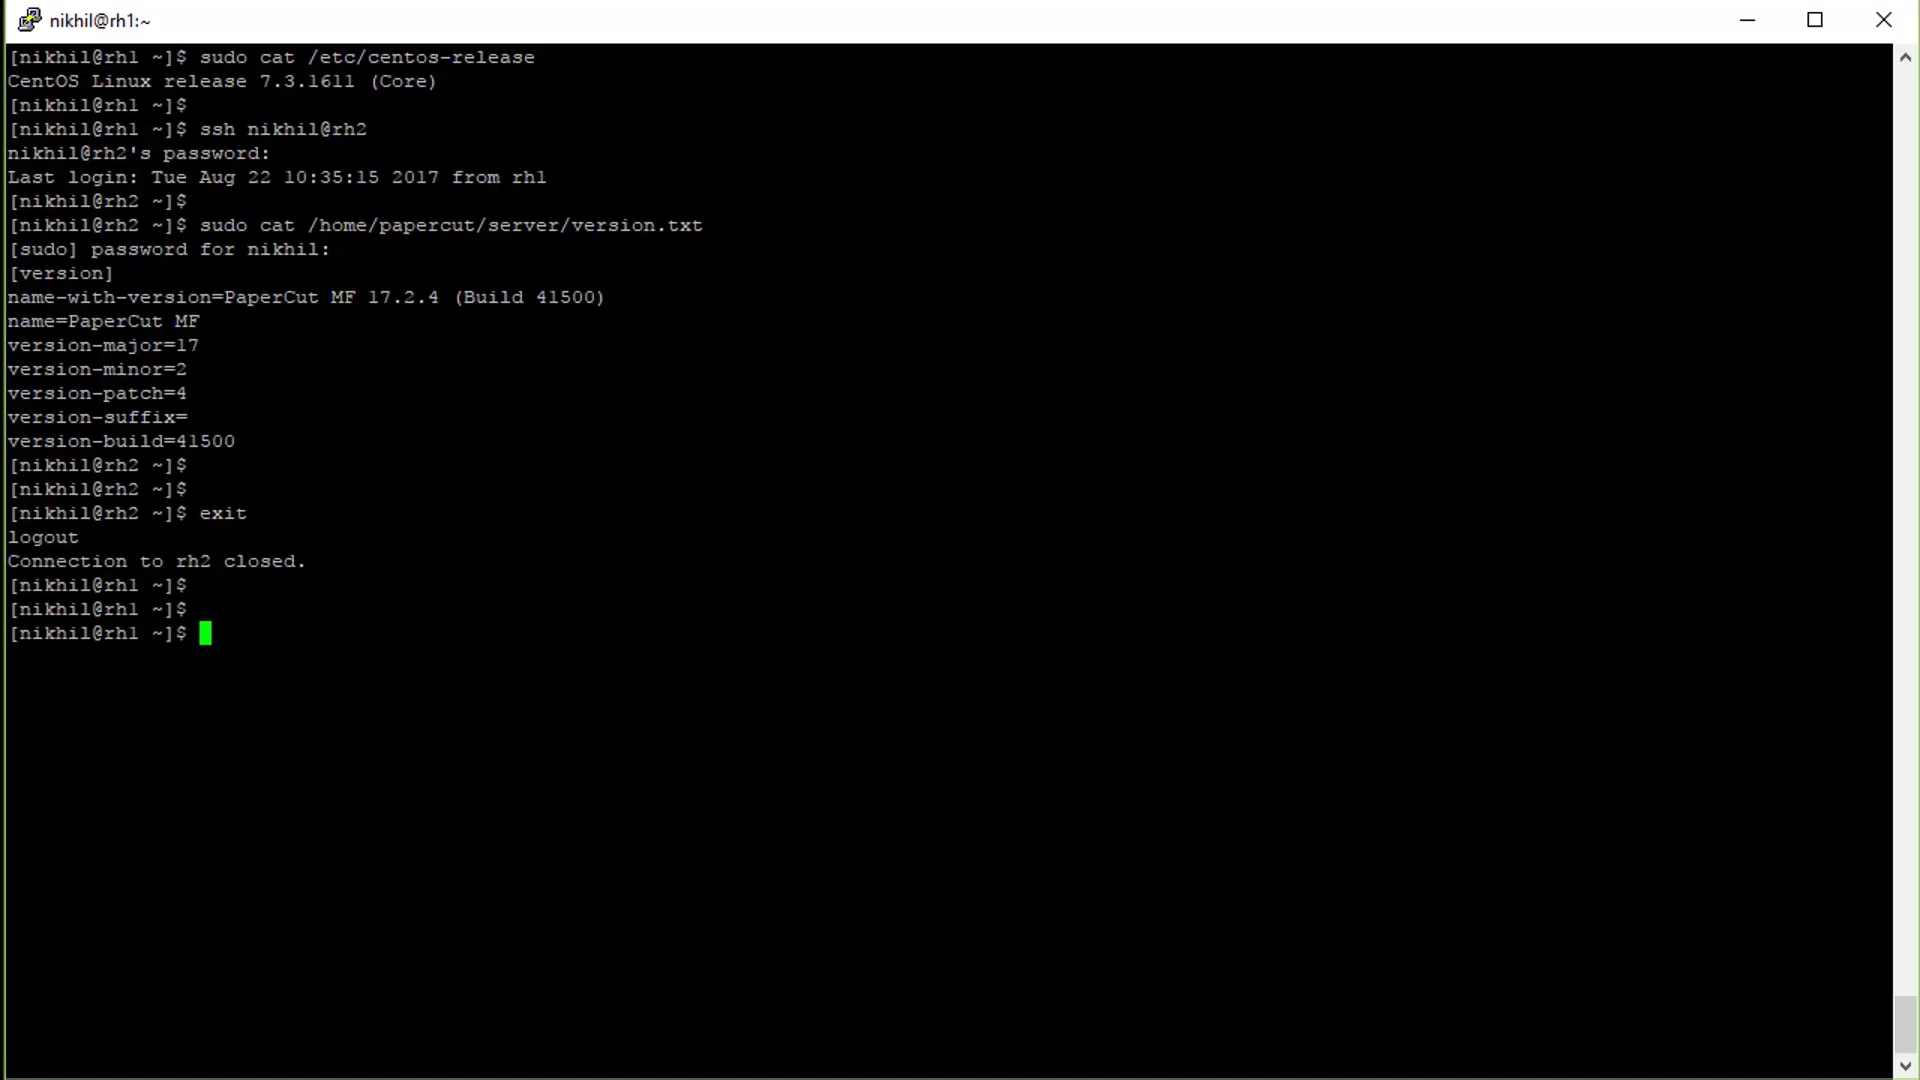 nikhil@rh1:~
[nikhil@rh1 ~]$ sudo cat /etc/centos-release
CentOS Linux release 7.3.1611 (Core)
[nikhil@rh1 ~]$
[nikhil@rh1 ~]$ ssh nikhil@rh2
nikhil@rh2's password:
Last login: Tue Aug 22 10:35:15 2017 from rh1
[nikhil@rh2 ~]$
[nikhil@rh2 ~]$ sudo cat /home/papercut/server/version.txt
[sudo] password for nikhil:
[version]
name-with-version=PaperCut MF 17.2.4 (Build 41500)
name=PaperCut MF
version-major=17
version-minor=2
version-patch=4
version-suffix=
version-build=41500
[nikhil@rh2 ~]$
[nikhil@rh2 ~]$
[nikhil@rh2 ~]$ exit
logout
Connection to rh2 closed.
[nikhil@rh1 ~]$
[nikhil@rh1 ~]$
[nikhil@rh1 ~]$